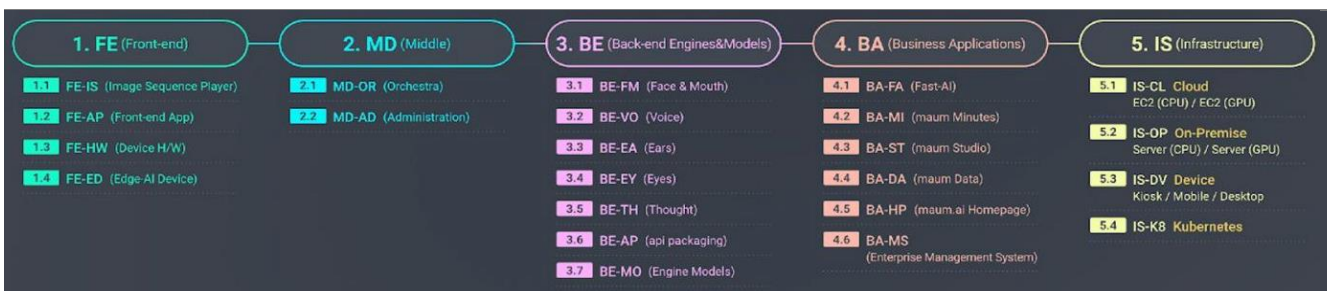 1. FE (Front-end)
1.1 FE-IS (Image Sequence Player)
1.2 FE-AP (Front-end App)
1.3 FE-HW (Device H/W)
1.4 FE-ED (Edge-AI Device)
2. MD (Middle)
2.1 MD-OR (Orchestra)
2.2 MD-AD (Administration)
3. BE (Back-end Engines&Models)
3.1 BE-FM (Face & Mouth)
3.2 BE-VO (Voice)
3.3 BE-EA (Ears)
3.4 BE-EY (Eyes)
3.5 BE-TH (Thought)
3.6 BE-AP (api packaging)
3.7 BE-MO (Engine Models)
4. BA (Business Applications)
4.1 BA-FA (Fast-AI)
4.2 BA-MI (maum Minutes)
4.3 BA-ST (maum Studio)
4.4 BA-DA (maum Data)
4.5 BA-HP (maum.ai Homepage)
4.6 BA-MS
(Enterprise Management System)
5. IS (Infrastructure)
5.1 IS-CL Cloud
EC2 (CPU) / EC2 (GPU)
5.2 IS-OP On-Premise
Server (CPU) / Server (GPU)
5.3 IS-DV Device
Kiosk / Mobile / Desktop
5.4 IS-K8 Kubernetes